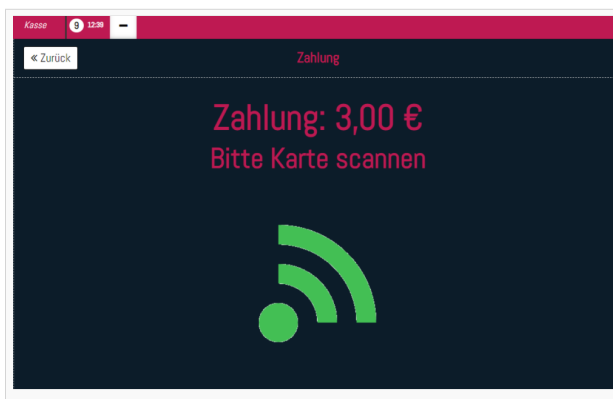 Kasse 9 12:39
« Zurück
Zahlung
Zahlung: 3,00 €
Bitte Karte scannen